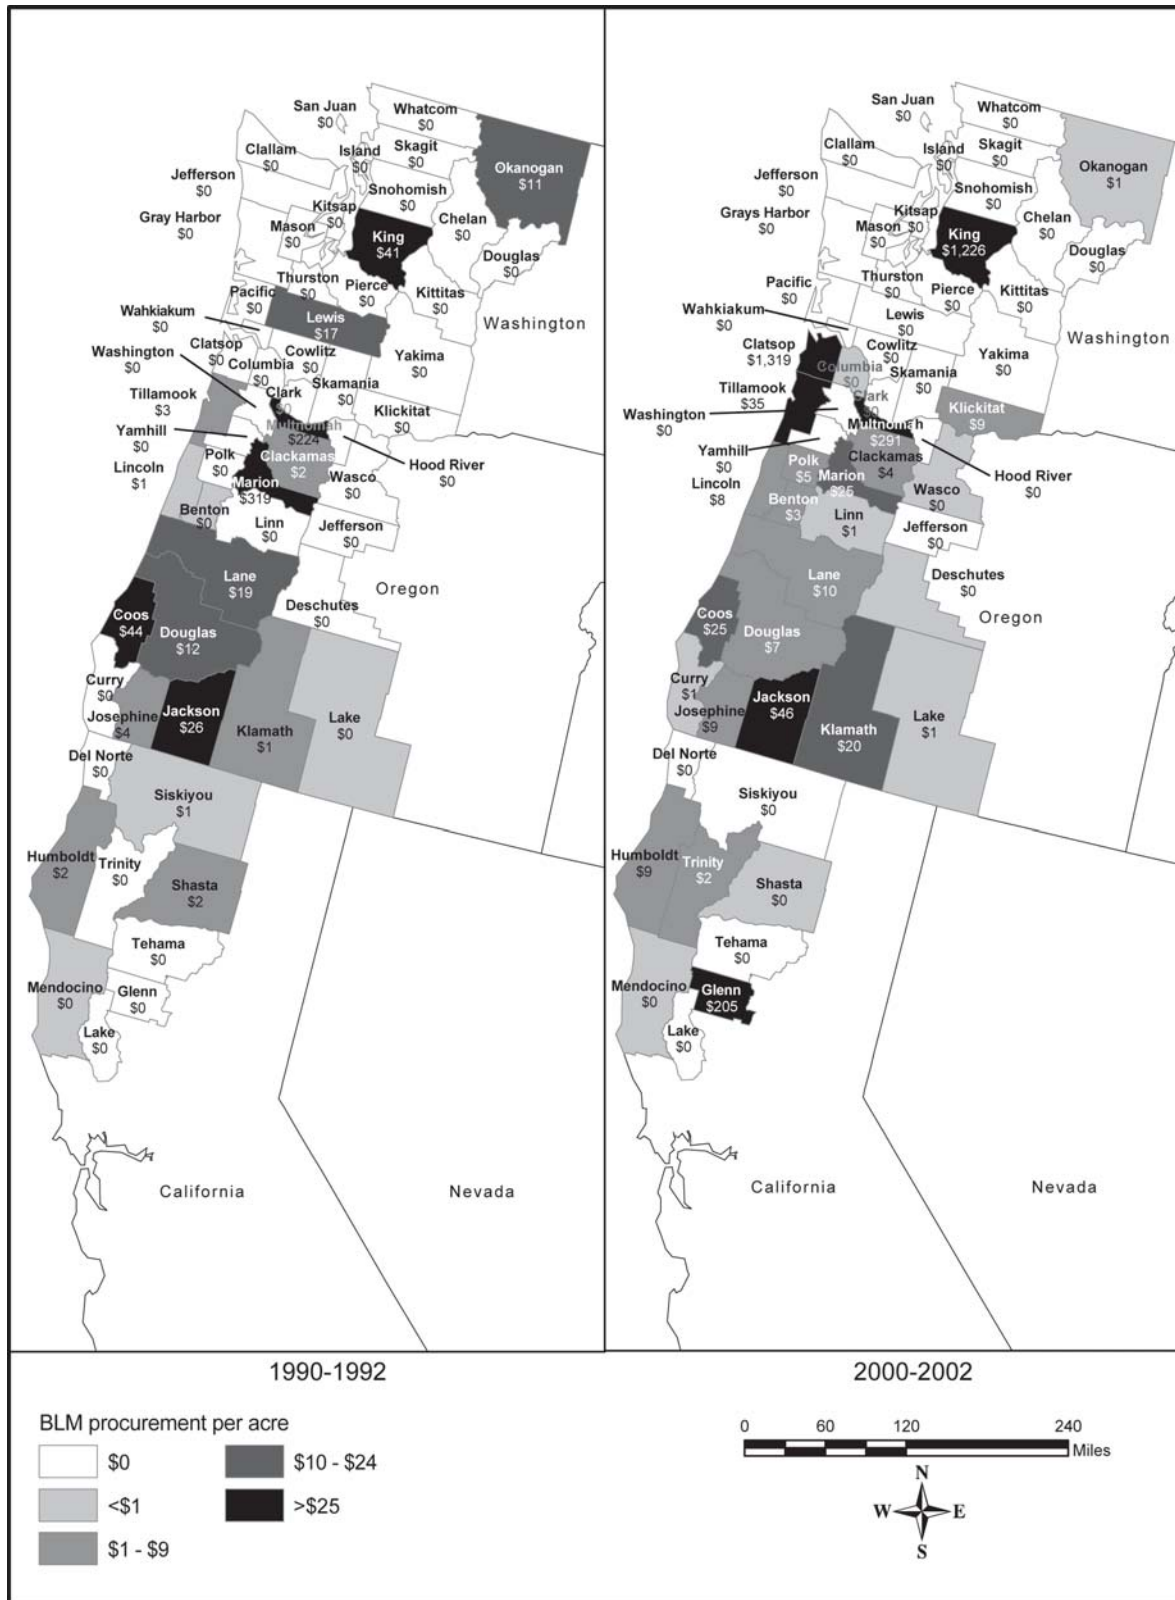 San Juan
$0
Whatcom
$0
Clallam
$0
Island
$0
Skagit
$0
Okanogan
$11
Jefferson
$0
Snohomish
$0
Gray Harbor
$0
Kitsap
$0
Mason
$0
Chelan
$0
King
$41
Douglas
$0
Thurston
$0
Pierce
$0
Kittitas
$0
Pacific
$0
Wahkiakum
$0
Lewis
$17
Washington
Clatsop
$0
Washington
$0
Columbia
$0
Cowlitz
$0
Yakima
$0
Skamania
$0
Tillamook
$3
Clark
$0
Klickitat
$0
Multnomah
$224
Yamhill
$0
Clackamas
$2
Hood River
$0
Polk
$0
Lincoln
$1
Marion
$319
Wasco
$0
Benton
$0
Linn
$0
Jefferson
$0
Lane
$19
Oregon
Deschutes
$0
Coos
$44
Douglas
$12
Curry
$0
Josephine
$4
Jackson
$26
Klamath
$1
Lake
$0
Del Norte
$0
Siskiyou
$1
Humboldt
$2
Trinity
$0
Shasta
$2
Tehama
$0
Mendocino
$0
Glenn
$0
Lake
$0
California
Nevada
1990-1992
San Juan
$0
Whatcom
$0
Clallam
$0
Island
$0
Skagit
$0
Okanogan
$1
Jefferson
$0
Snohomish
$0
Grays Harbor
$0
Kitsap
$0
Mason
$0
Chelan
$0
King
$1,226
Douglas
$0
Thurston
$0
Pierce
$0
Kittitas
$0
Pacific
$0
Wahkiakum
$0
Lewis
$0
Washington
Clatsop
$1,319
Columbia
$0
Cowlitz
$0
Yakima
$0
Skamania
$0
Tillamook
$35
Clark
$0
Klickitat
$9
Washington
$0
Multnomah
$291
Yamhill
$0
Clackamas
$4
Hood River
$0
Polk
$5
Lincoln
$8
Marion
$25
Wasco
$0
Benton
$3
Linn
$1
Jefferson
$0
Lane
$10
Deschutes
$0
Oregon
Coos
$25
Douglas
$7
Curry
$1
Josephine
$9
Jackson
$46
Klamath
$20
Lake
$1
Del Norte
$0
Siskiyou
$0
Humboldt
$9
Trinity
$2
Shasta
$0
Tehama
$0
Mendocino
$0
Glenn
$205
Lake
$0
California
Nevada
2000-2002
BLM procurement per acre
$0
<$1
$1 - $9
$10 - $24
>$25
0 60 120 240
Miles
N
W E
S